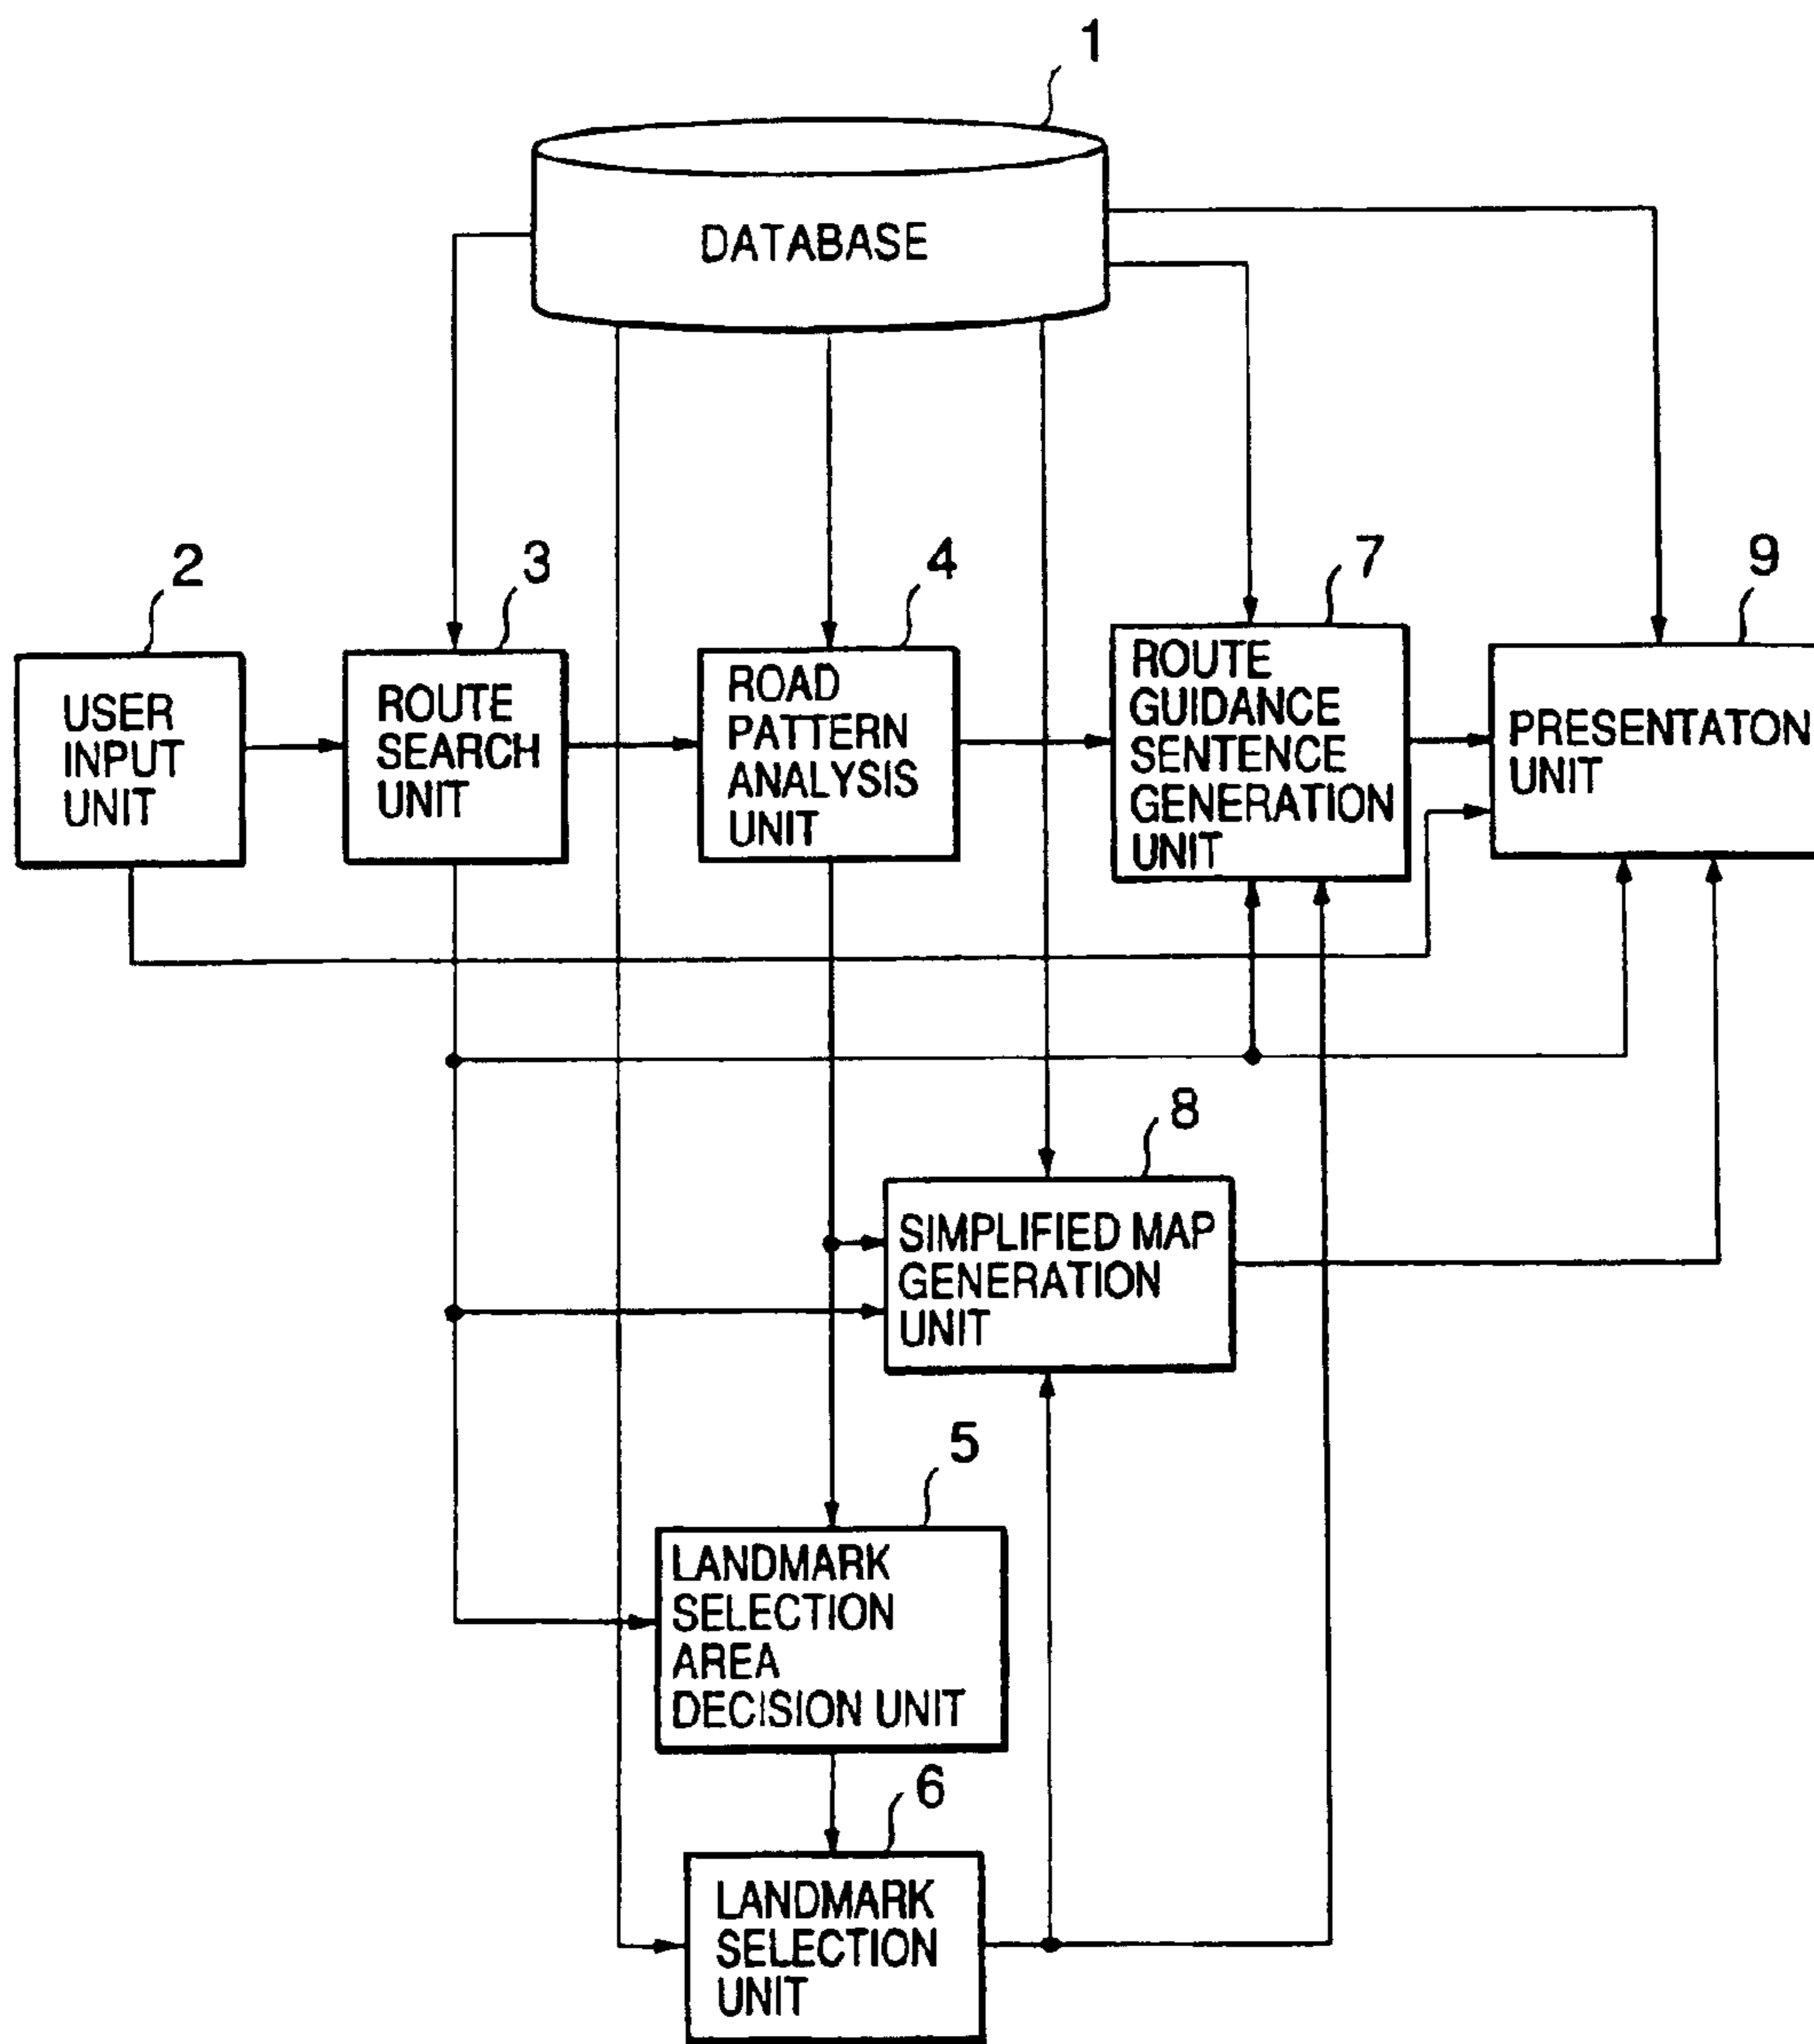 1
DATABASE
2
3
4
7
9
USER
INPUT
UNIT
ROUTE
SEARCH
UNIT
ROAD
PATTERN
ANALYSIS
UNIT
ROUTE
GUIDANCE
SENTENCE
GENERATION
UNIT
PRESENTATON
UNIT
8
SIMPLIFIED MAP
GENERATION
UNIT
5
LANDMARK
SELECTION
AREA
DECISION UNIT
6
LANDMARK
SELECTION
UNIT